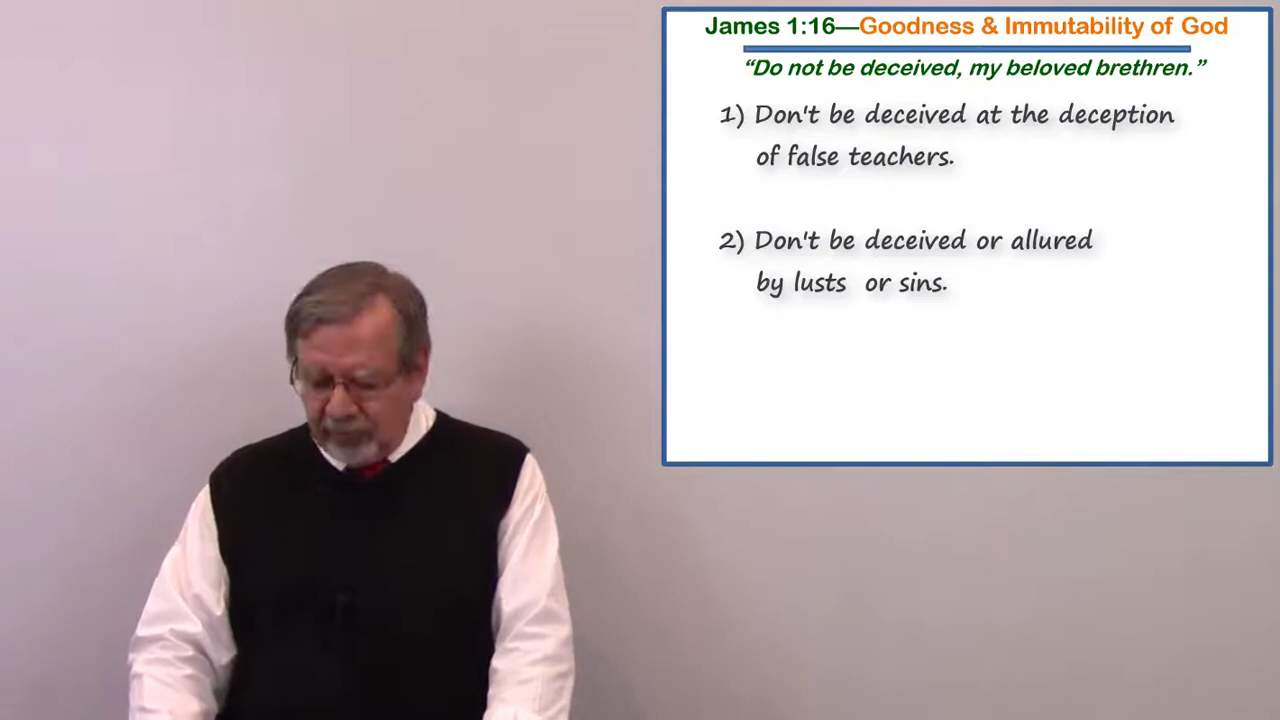 James 1:16—Goodness & Immutability of God
“Do not be deceived, my beloved brethren.”
1) Don't be deceived at the deception
of false teachers.
2) Don't be deceived or allured
by lusts or sins.